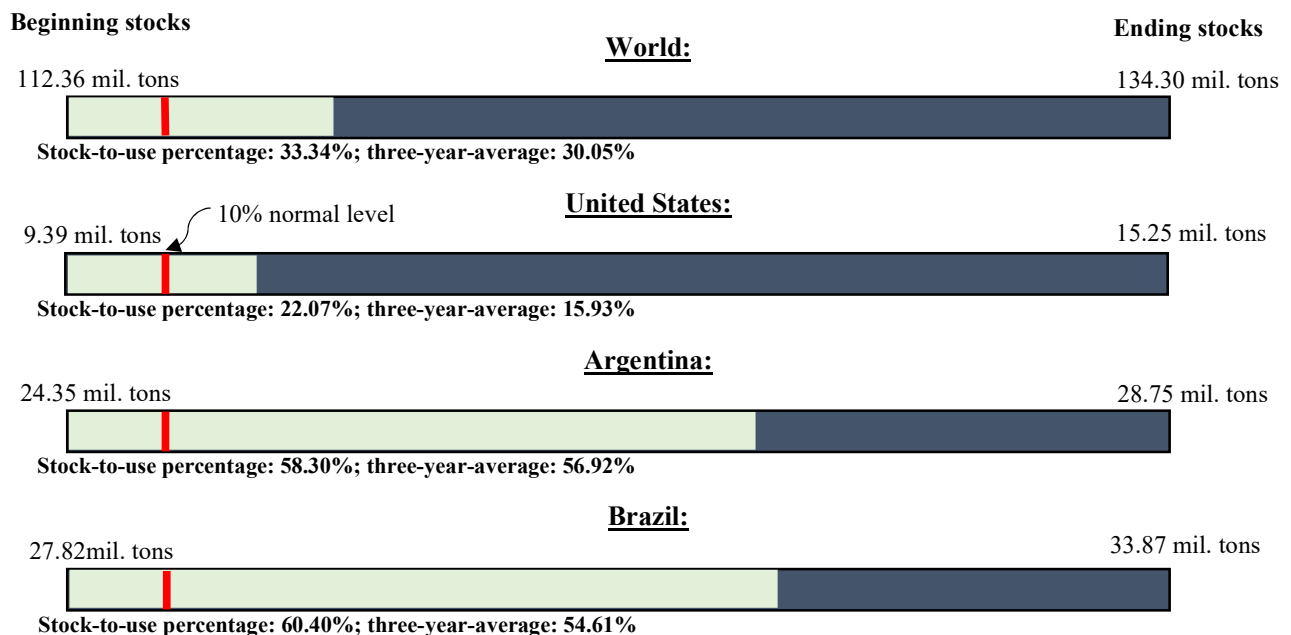 Beginning stocks
Ending stocks
World:
112.36 mil. tons
134.30 mil. tons
Stock-to-use percentage: 33.34%; three-year-average: 30.05%
United States:
10% normal level
9.39 mil. tons
15.25 mil. tons
Stock-to-use percentage: 22.07%; three-year-average: 15.93%
Argentina:
24.35 mil. tons
28.75 mil. tons
Stock-to-use percentage: 58.30%; three-year-average: 56.92%
Brazil:
27.82mil. tons
33.87 mil. tons
Stock-to-use percentage: 60.40%; three-year-average: 54.61%